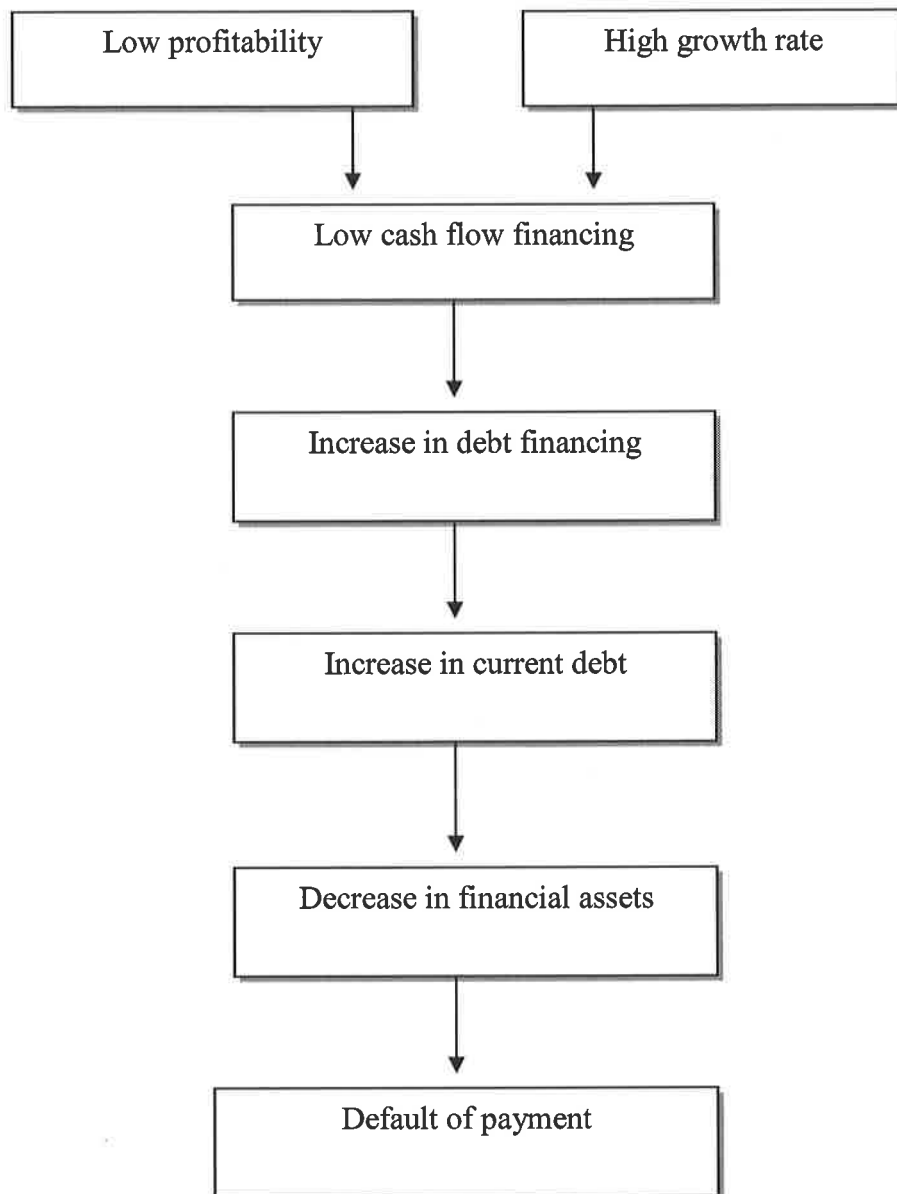 Low profitability
High growth rate
Low cash flow financing
Increase in debt financing
Increase in current debt
Decrease in financial assets
Default of payment